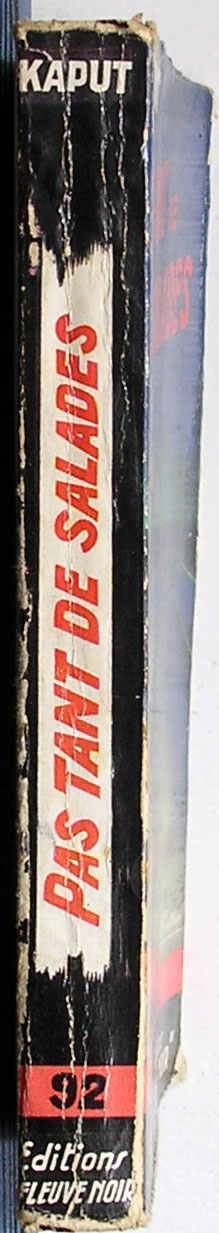 KAPUT
PAS TANT DE SALADES
92
Editions
FLEUVE NOIR